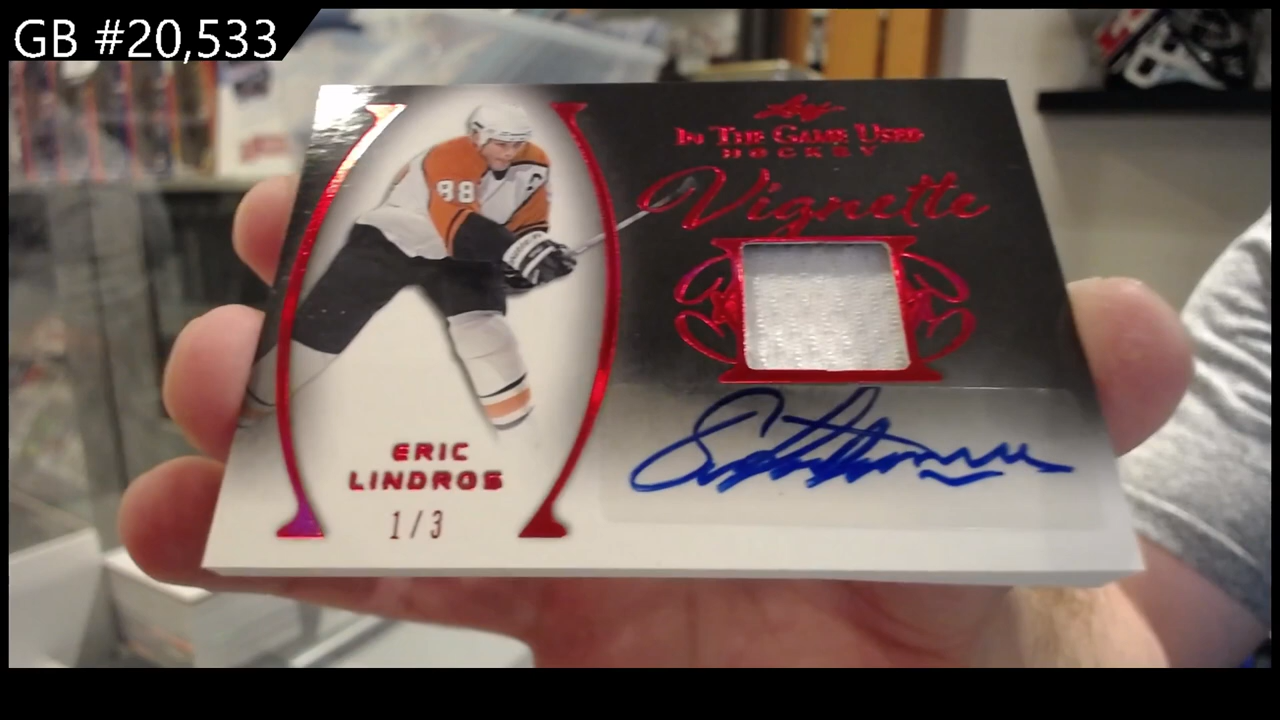 GB #20,533
Leaf
IN THE GAME USED
HOCKEY
Vignette
88
C
ERIC
LINDROS
1/3